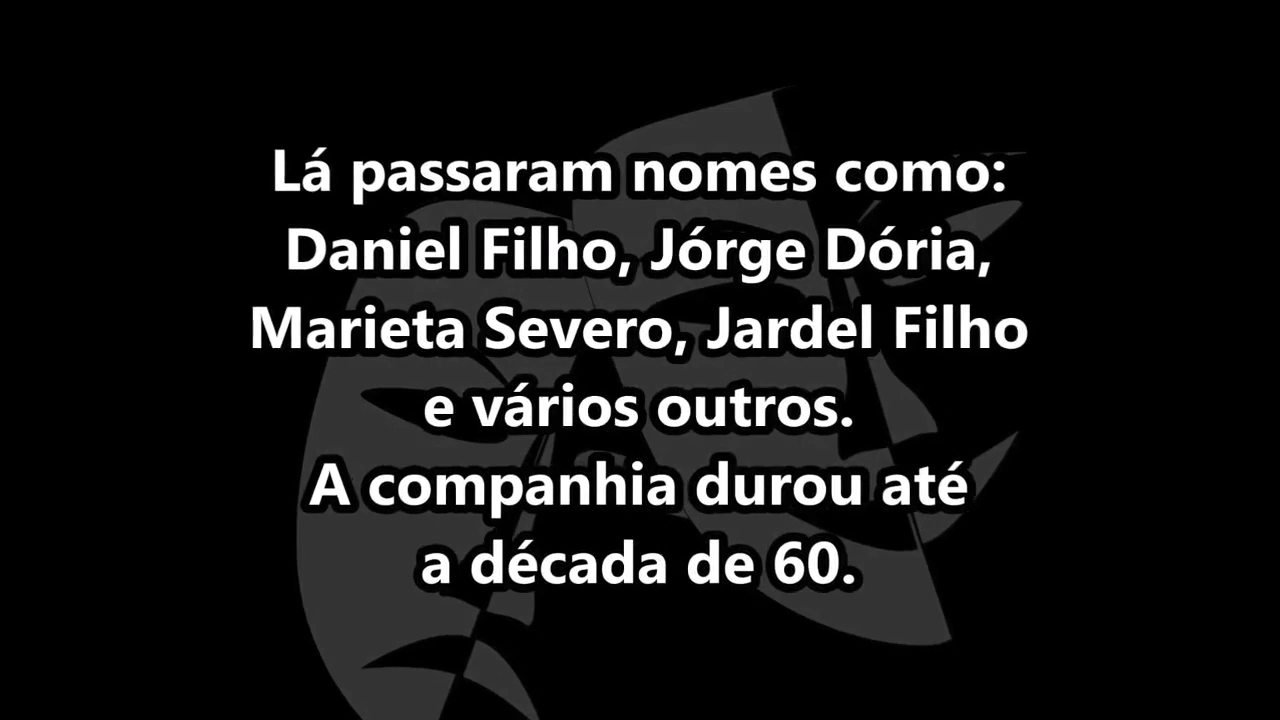 Lá passaram nomes como:
Daniel Filho, Jórge Dória,
Marieta Severo, Jardel Filho
e vários outros.
A companhia durou até
a década de 60.